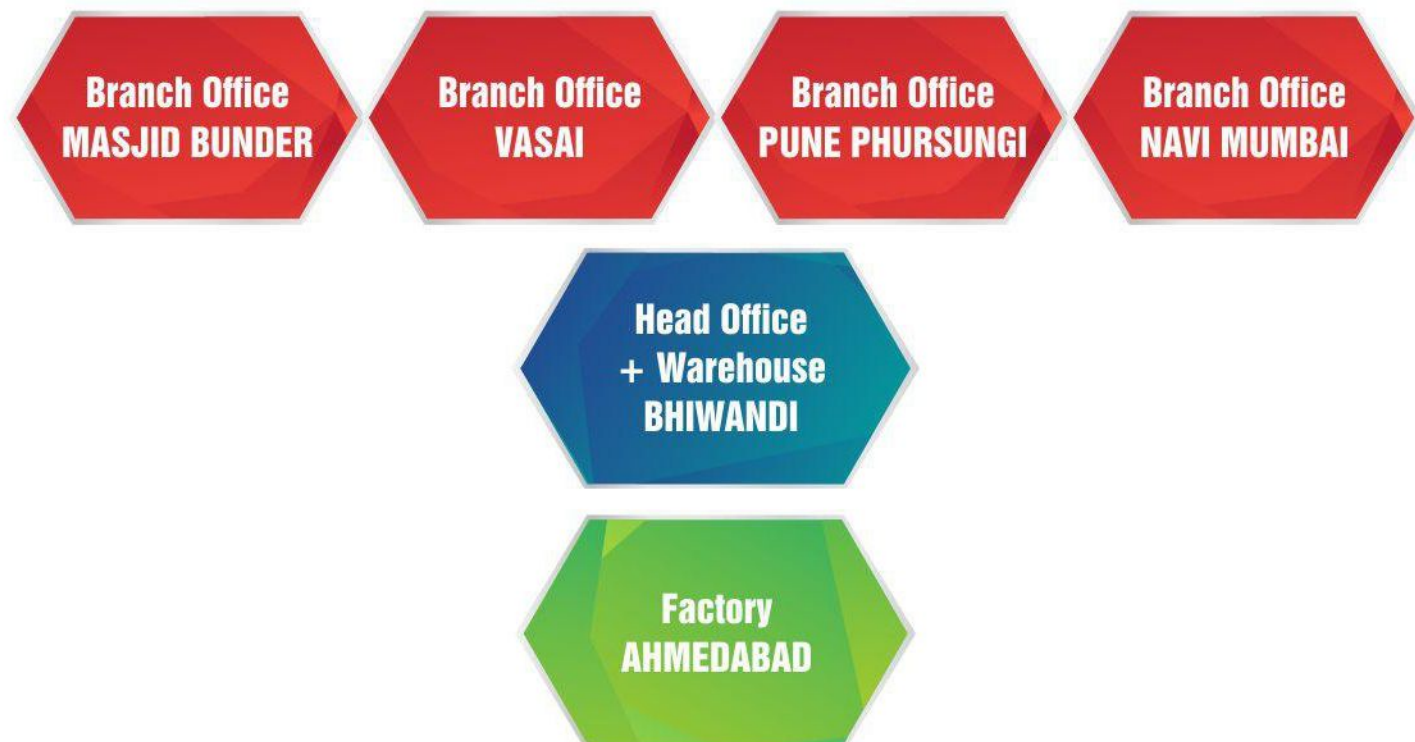 Branch Office
MASJID BUNDER
Branch Office
VASAI
Branch Office
PUNE PHURSUNGI
Branch Office
NAVI MUMBAI
Head Office
+ Warehouse
BHIWANDI
Factory
AHMEDABAD